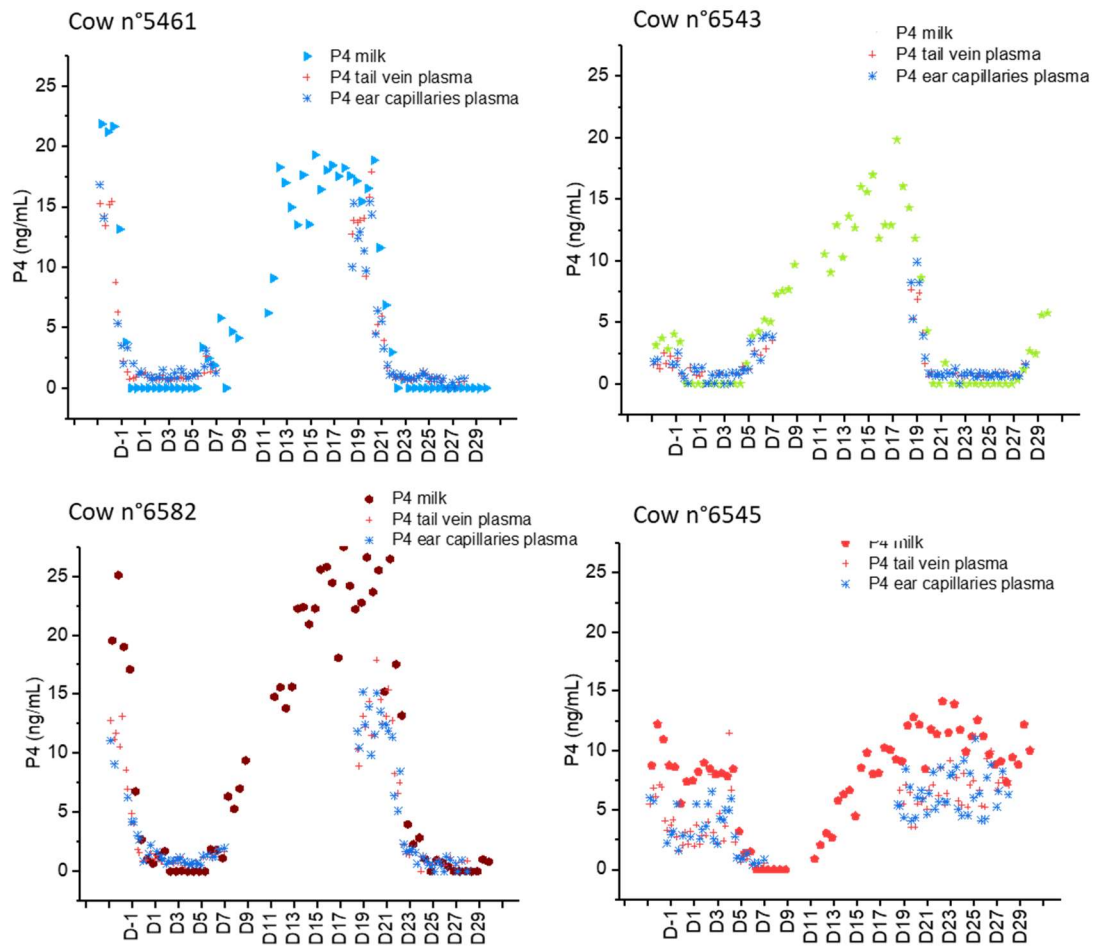 Cow n°5461
P4 milk
P4 tail vein plasma
P4 ear capillaries plasma
25
20
15
10
5
0
P4 (ng/mL)
D-1 D1 D3 D5 D7 D9 D11 D13 D15 D17 D19 D21 D23 D25 D27 D29
Cow n°6543
P4 milk
P4 tail vein plasma
P4 ear capillaries plasma
25
20
15
10
5
0
P4 (ng/mL)
D-1 D1 D3 D5 D7 D9 D11 D13 D15 D17 D19 D21 D23 D25 D27 D29
Cow n°6582
P4 milk
P4 tail vein plasma
P4 ear capillaries plasma
25
20
15
10
5
0
P4 (ng/mL)
D-1 D1 D3 D5 D7 D9 D11 D13 D15 D17 D19 D21 D23 D25 D27 D29
Cow n°6545
P4 milk
P4 tail vein plasma
P4 ear capillaries plasma
25
20
15
10
5
0
P4 (ng/mL)
D-1 D1 D3 D5 D7 D9 D11 D13 D15 D17 D19 D21 D23 D25 D27 D29